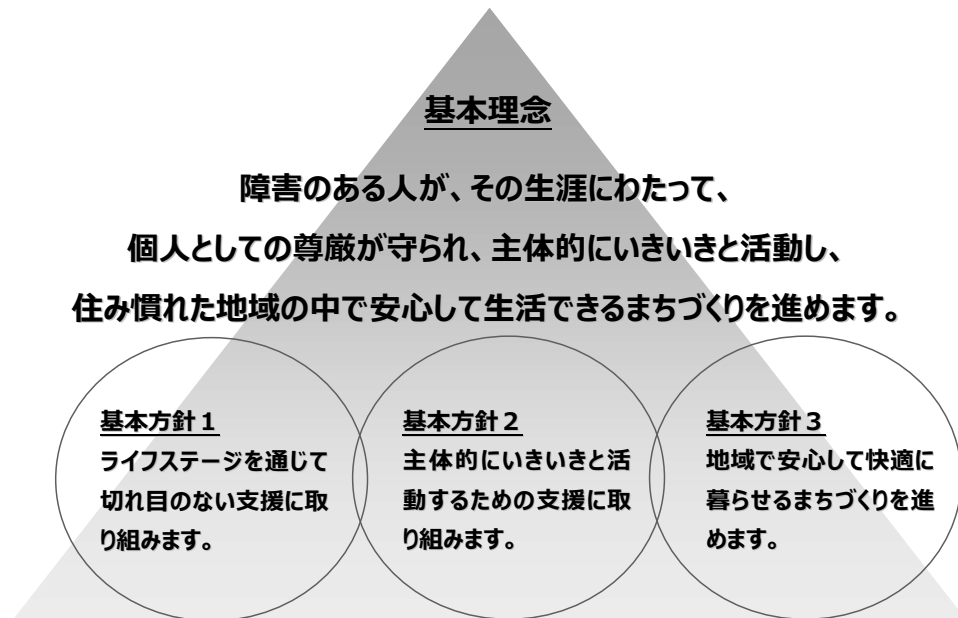 基本理念
障害のある人が、その生涯にわたって、
個人としての尊厳が守られ、主体的にいきいきと活動し、
住み慣れた地域の中で安心して生活できるまちづくりを進めます。
基本方針１
ライフステージを通じて
切れ目のない支援に取
り組みます。
基本方針２
主体的にいきいきと活
動するための支援に取
り組みます。
基本方針３
地域で安心して快適に
暮らせるまちづくりを進
めます。